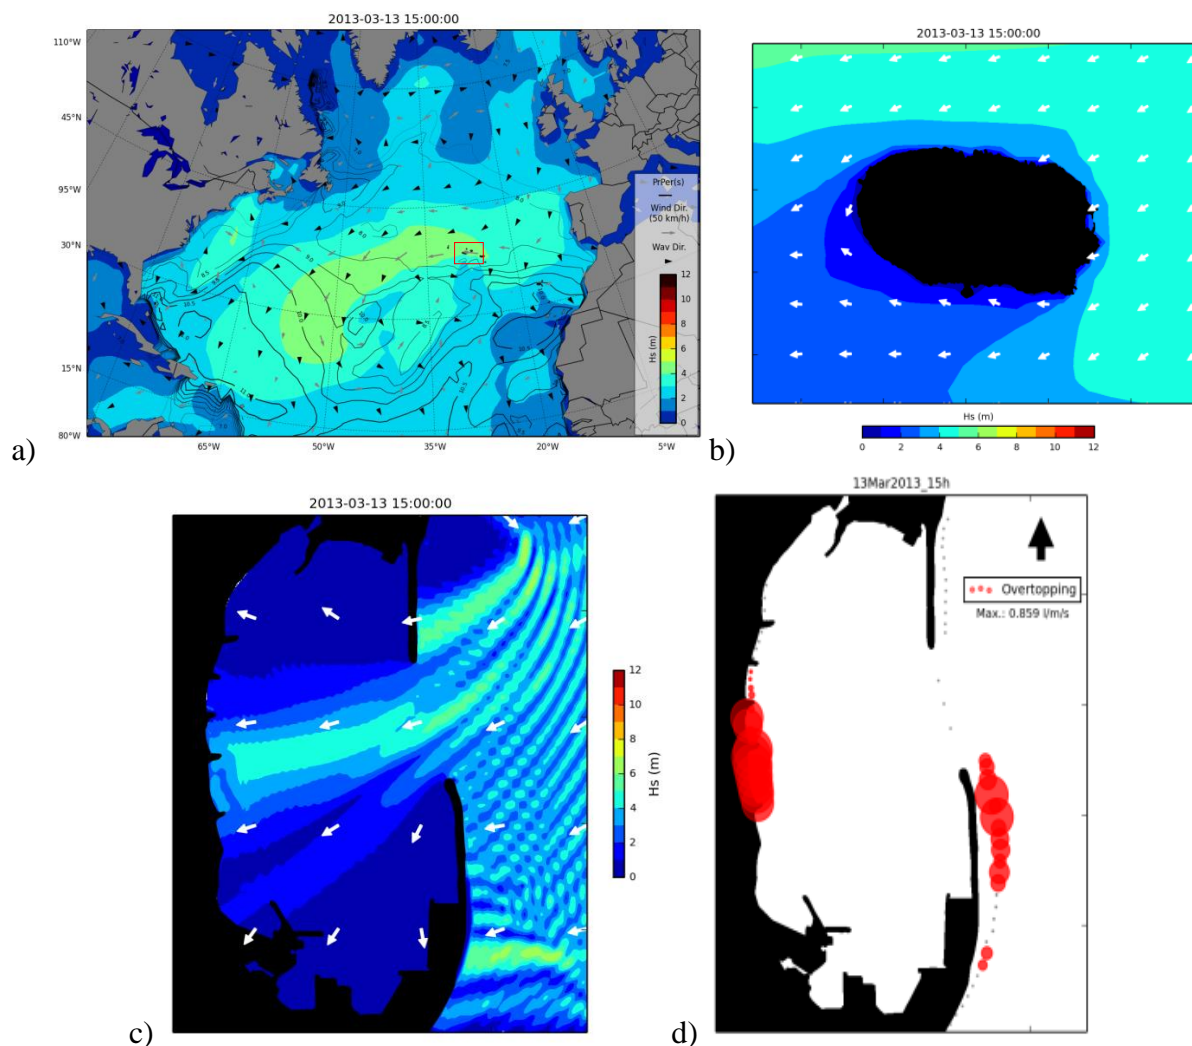 2013-03-13 15:00:00
110°W
45°N
95°W
30°N
15°N
80°W
65°W
50°W
35°W
20°W
5°W
PrPer(s)
Wind Dir.
(50 km/h)
Wav Dir.
12
10
8
6
4
2
0
Hs (m)
a)
2013-03-13 15:00:00
Hs (m)
0 2 4 6 8 10 12
b)
2013-03-13 15:00:00
12
10
8
6
4
2
0
Hs (m)
c)
13Mar2013_15h
Overtopping
Max.: 0.859 l/m/s
d)